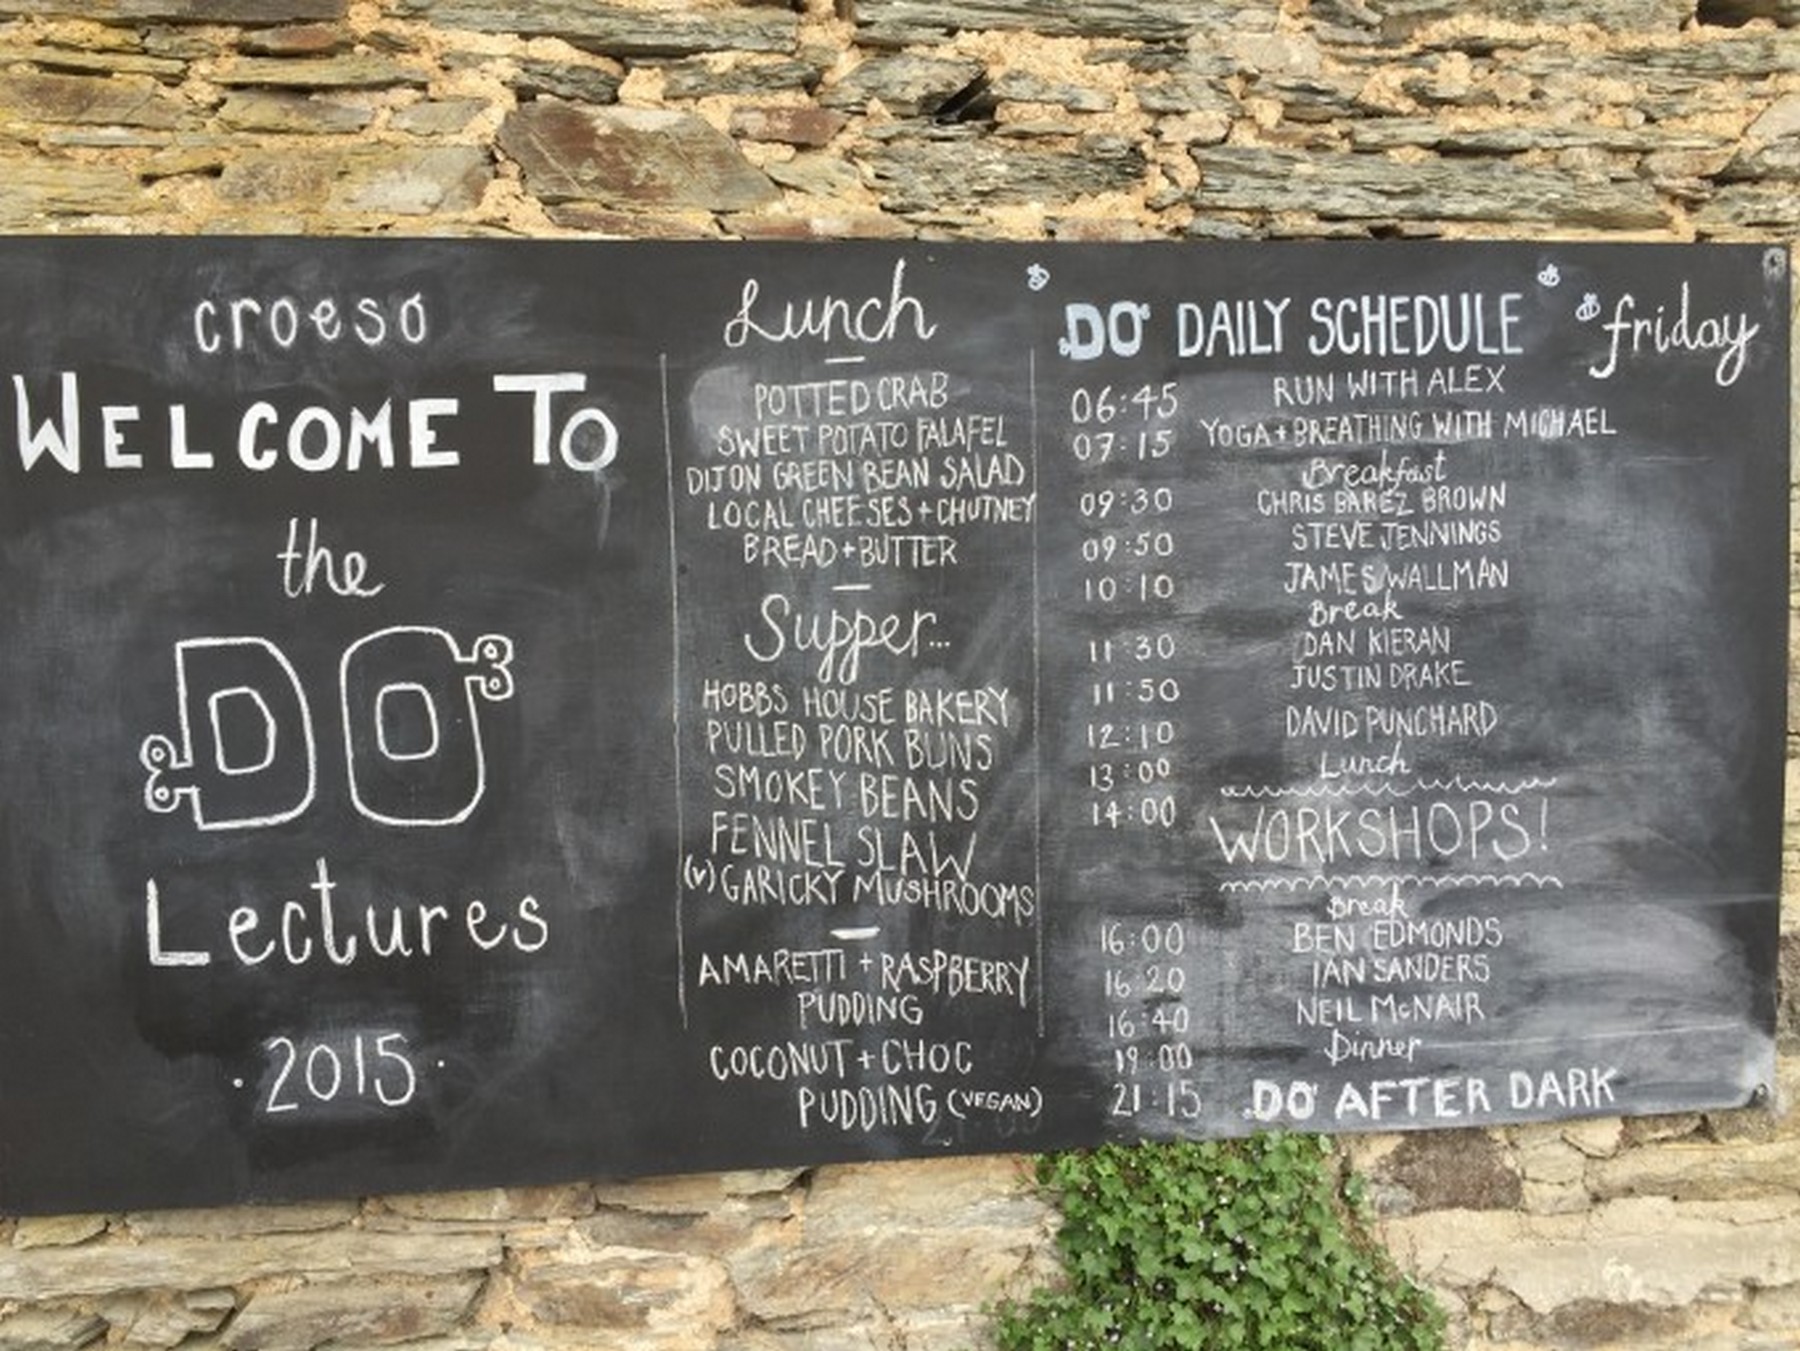 croeso
WELCOME TO
the
DO
Lectures
·2015·
Lunch
POTTED CRAB
SWEET POTATO FALAFEL
DIJON GREEN BEAN SALAD
LOCAL CHEESES + CHUTNEY
BREAD + BUTTER
Supper...
HOBBS HOUSE BAKERY
PULLED PORK BUNS
SMOKEY BEANS
FENNEL SLAW
(v) GARICKY MUSHROOMS
AMARETTI + RASPBERRY
PUDDING
COCONUT + CHOC
PUDDING (VEGAN)
DO DAILY SCHEDULE friday
06:45 RUN WITH ALEX
07:15 YOGA + BREATHING WITH MICHAEL
Breakfast
09:30 CHRIS BAREZ BROWN
09:50 STEVE JENNINGS
10:10 JAMES WALLMAN
Break
11:30 DAN KIERAN
11:50 JUSTIN DRAKE
12:10 DAVID PUNCHARD
13:00 Lunch
14:00 WORKSHOPS!
Break
16:00 BEN EDMONDS
16:20 IAN SANDERS
16:40 NEIL McNAIR
19:00 Dinner
21:15 DO AFTER DARK